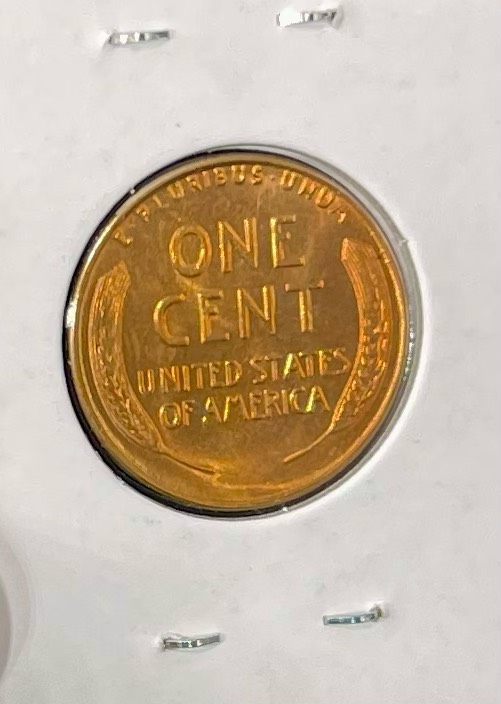 E·PLURIBUS·UNUM
ONE
CENT
UNITED STATES
OF AMERICA